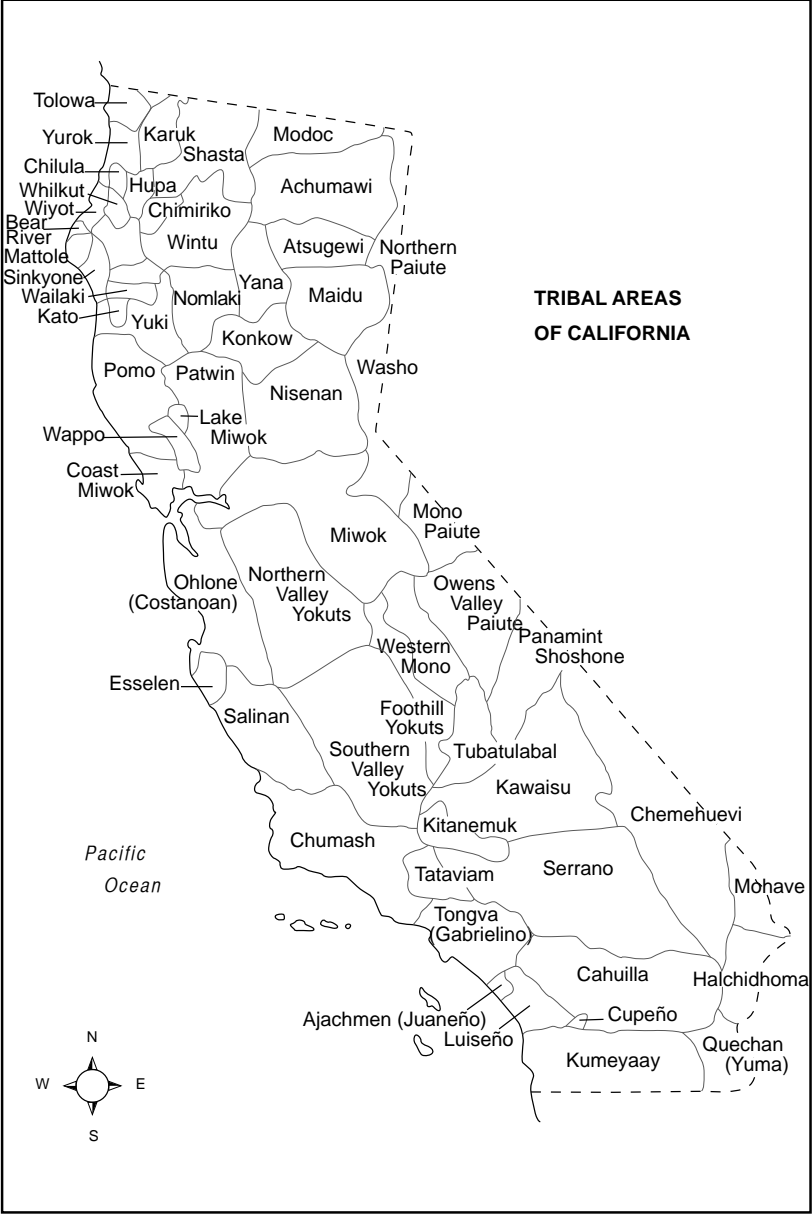 Tolowa
Yurok
Karuk
Shasta
Modoc
Chilula
Hupa
Achumawi
Whilkut
Wiyot
Chimiriko
Bear
River
Wintu
Atsugewi
Northern
Paiute
Mattole
Sinkyone
Wailaki
Nomlaki
Yana
Maidu
Kato
Yuki
TRIBAL AREAS
OF CALIFORNIA
Konkow
Pomo
Patwin
Washo
Nisenan
Lake
Miwok
Wappo
Coast
Miwok
Mono
Paiute
Miwok
Ohlone
(Costanoan)
Northern
Valley
Yokuts
Owens
Valley
Paiute
Panamint
Shoshone
Western
Mono
Esselen
Salinan
Foothill
Yokuts
Southern
Valley
Yokuts
Tubatulabal
Kawaisu
Chemehuevi
Kitanemuk
Chumash
Pacific
Ocean
Tataviam
Serrano
Mohave
Tongva
(Gabrielino)
Cahuilla
Halchidhoma
Ajachmen (Juaneño)
Luiseño
Cupeño
Kumeyaay
Quechan
(Yuma)
N
W
E
S